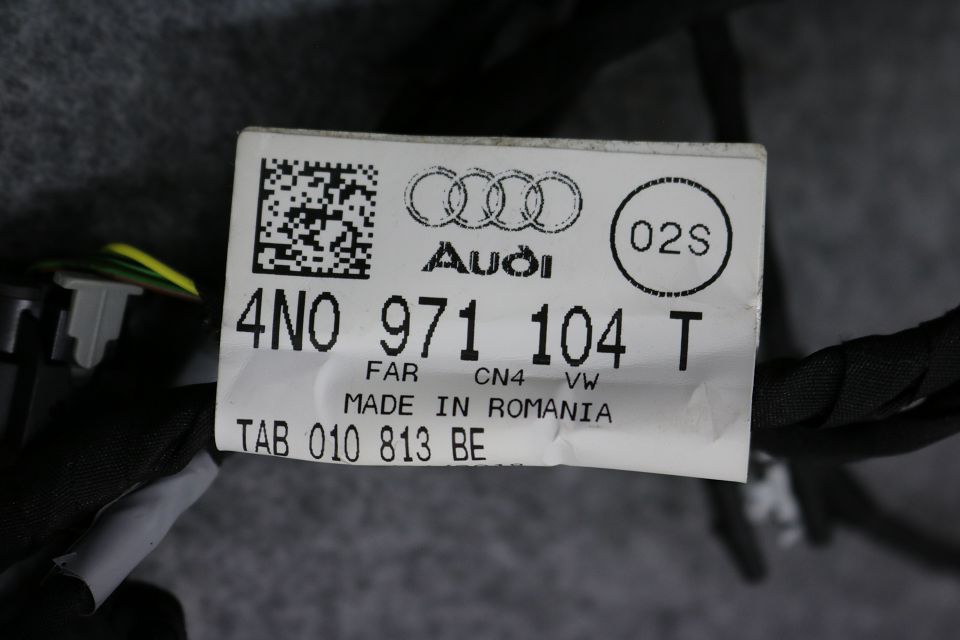 Audi
02S
4N0 971 104 T
FAR CN4 VW
MADE IN ROMANIA
TAB 010 813 BE